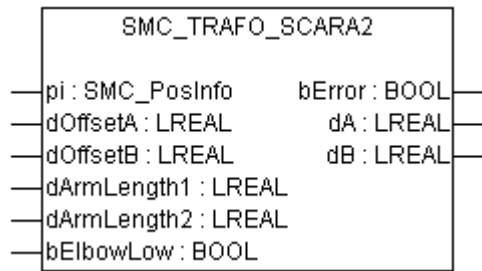 SMC_TRAFO_SCARA2
pi : SMC_PosInfo bError : BOOL
dOffsetA : LREAL dA : LREAL
dOffsetB : LREAL dB : LREAL
dArmLength1 : LREAL
dArmLength2 : LREAL
bElbowLow : BOOL